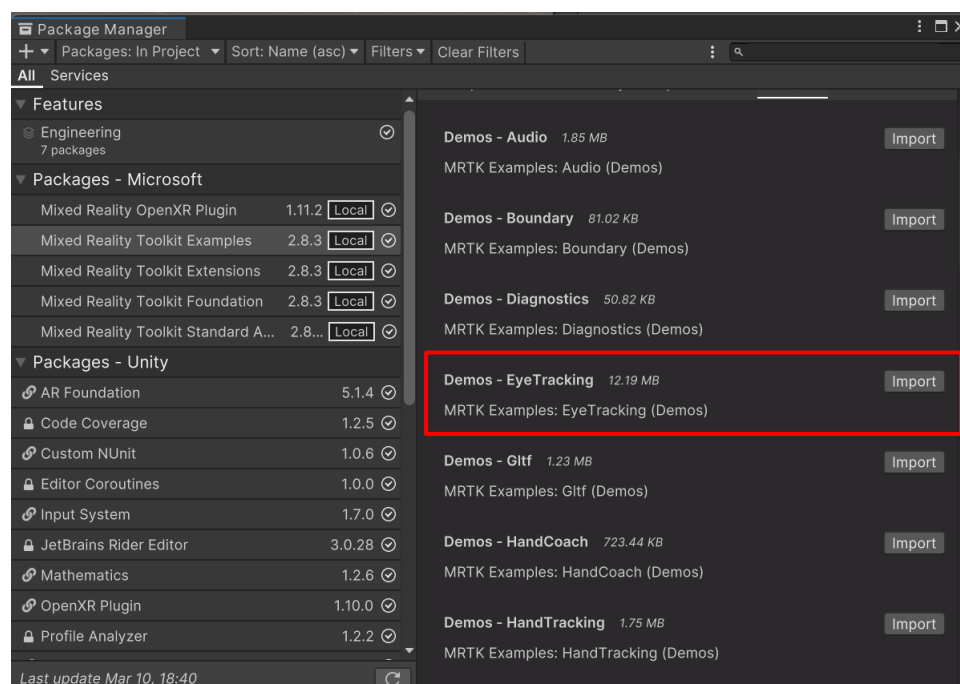 Package Manager
Packages: In Project Sort: Name (asc) Filters Clear Filters
All Services
Features
Engineering
7 packages
Packages - Microsoft
Mixed Reality OpenXR Plugin 1.11.2 Local
Mixed Reality Toolkit Examples 2.8.3 Local
Mixed Reality Toolkit Extensions 2.8.3 Local
Mixed Reality Toolkit Foundation 2.8.3 Local
Mixed Reality Toolkit Standard A... 2.8... Local
Packages - Unity
AR Foundation 5.1.4
Code Coverage 1.2.5
Custom NUnit 1.0.6
Editor Coroutines 1.0.0
Input System 1.7.0
JetBrains Rider Editor 3.0.28
Mathematics 1.2.6
OpenXR Plugin 1.10.0
Profile Analyzer 1.2.2
Last update Mar 10, 18:40
Demos - Audio 1.85 MB Import
MRTK Examples: Audio (Demos)
Demos - Boundary 81.02 KB Import
MRTK Examples: Boundary (Demos)
Demos - Diagnostics 50.82 KB Import
MRTK Examples: Diagnostics (Demos)
Demos - EyeTracking 12.19 MB Import
MRTK Examples: EyeTracking (Demos)
Demos - Gltf 1.23 MB Import
MRTK Examples: Gltf (Demos)
Demos - HandCoach 723.44 KB Import
MRTK Examples: HandCoach (Demos)
Demos - HandTracking 1.75 MB Import
MRTK Examples: HandTracking (Demos)